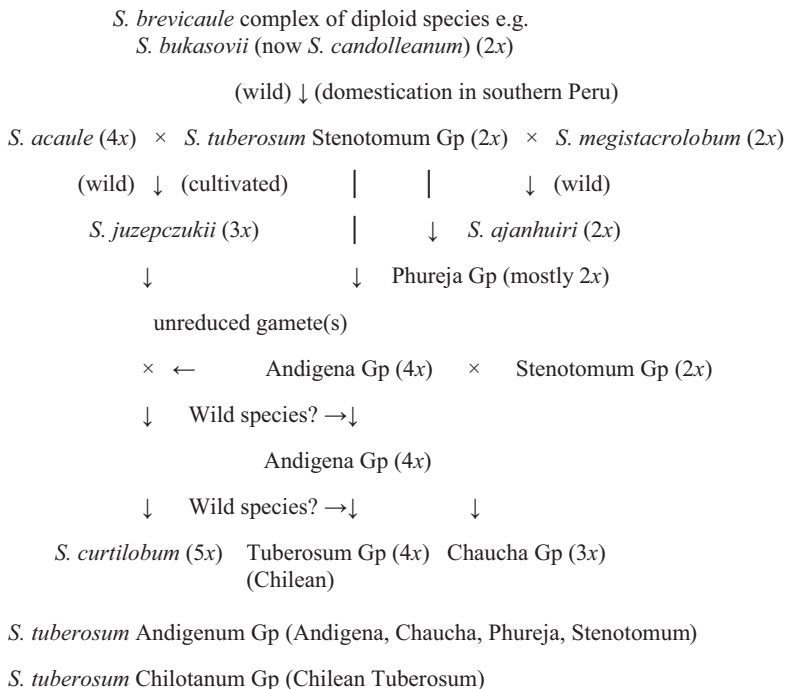 S. brevicaule complex of diploid species e.g.
S. bukasovii (now S. candolleanum) (2x)
(wild) ↓ (domestication in southern Peru)
S. acaule (4x) × S. tuberosum Stenotomum Gp (2x) × S. megistacrolobum (2x)
(wild) ↓ (cultivated) | | ↓ (wild)
S. juzepczukii (3x) | ↓ S. ajanhuiri (2x)
↓ ↓ Phureja Gp (mostly 2x)
unreduced gamete(s)
× ← Andigena Gp (4x) × Stenotomum Gp (2x)
↓ Wild species? →↓
Andigena Gp (4x)
↓ Wild species? →↓ ↓
S. curtilobum (5x) Tuberosum Gp (4x) Chaucha Gp (3x)
(Chilean)
S. tuberosum Andigenum Gp (Andigena, Chaucha, Phureja, Stenotomum)
S. tuberosum Chilotanum Gp (Chilean Tuberosum)